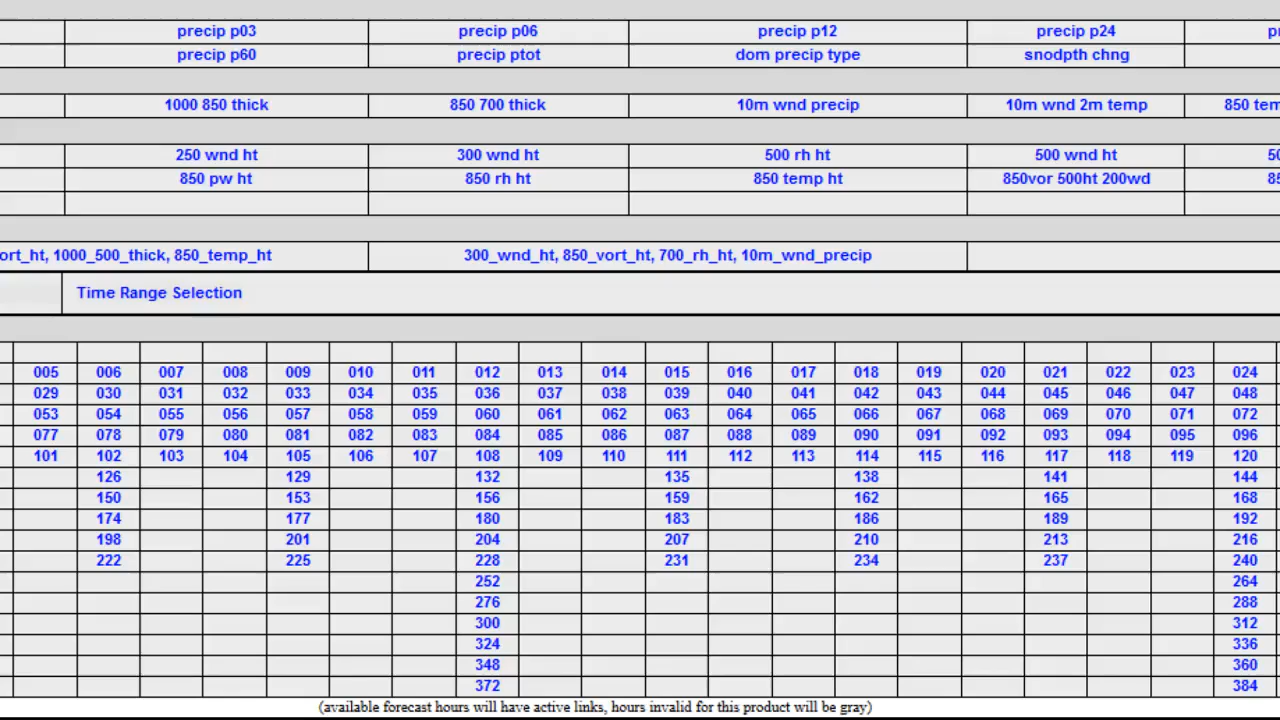 precip p03 precip p06 precip p12 precip p24
precip p60 precip ptot dom precip type snodpth chng
1000 850 thick 850 700 thick 10m wnd precip 10m wnd 2m temp 850 tem
250 wnd ht 300 wnd ht 500 rh ht 500 wnd ht
850 pw ht 850 rh ht 850 temp ht 850vor 500ht 200wd
ort_ht, 1000_500_thick, 850_temp_ht 300_wnd_ht, 850_vort_ht, 700_rh_ht, 10m_wnd_precip
Time Range Selection
005 006 007 008 009 010 011 012 013 014 015 016 017 018 019 020 021 022 023 024
029 030 031 032 033 034 035 036 037 038 039 040 041 042 043 044 045 046 047 048
053 054 055 056 057 058 059 060 061 062 063 064 065 066 067 068 069 070 071 072
077 078 079 080 081 082 083 084 085 086 087 088 089 090 091 092 093 094 095 096
101 102 103 104 105 106 107 108 109 110 111 112 113 114 115 116 117 118 119 120
126 129 132 135 138 141 144
150 153 156 159 162 165 168
174 177 180 183 186 189 192
198 201 204 207 210 213 216
222 225 228 231 234 237 240
252 264
276 288
300 312
324 336
348 360
372 384
(available forecast hours will have active links, hours invalid for this product will be gray)